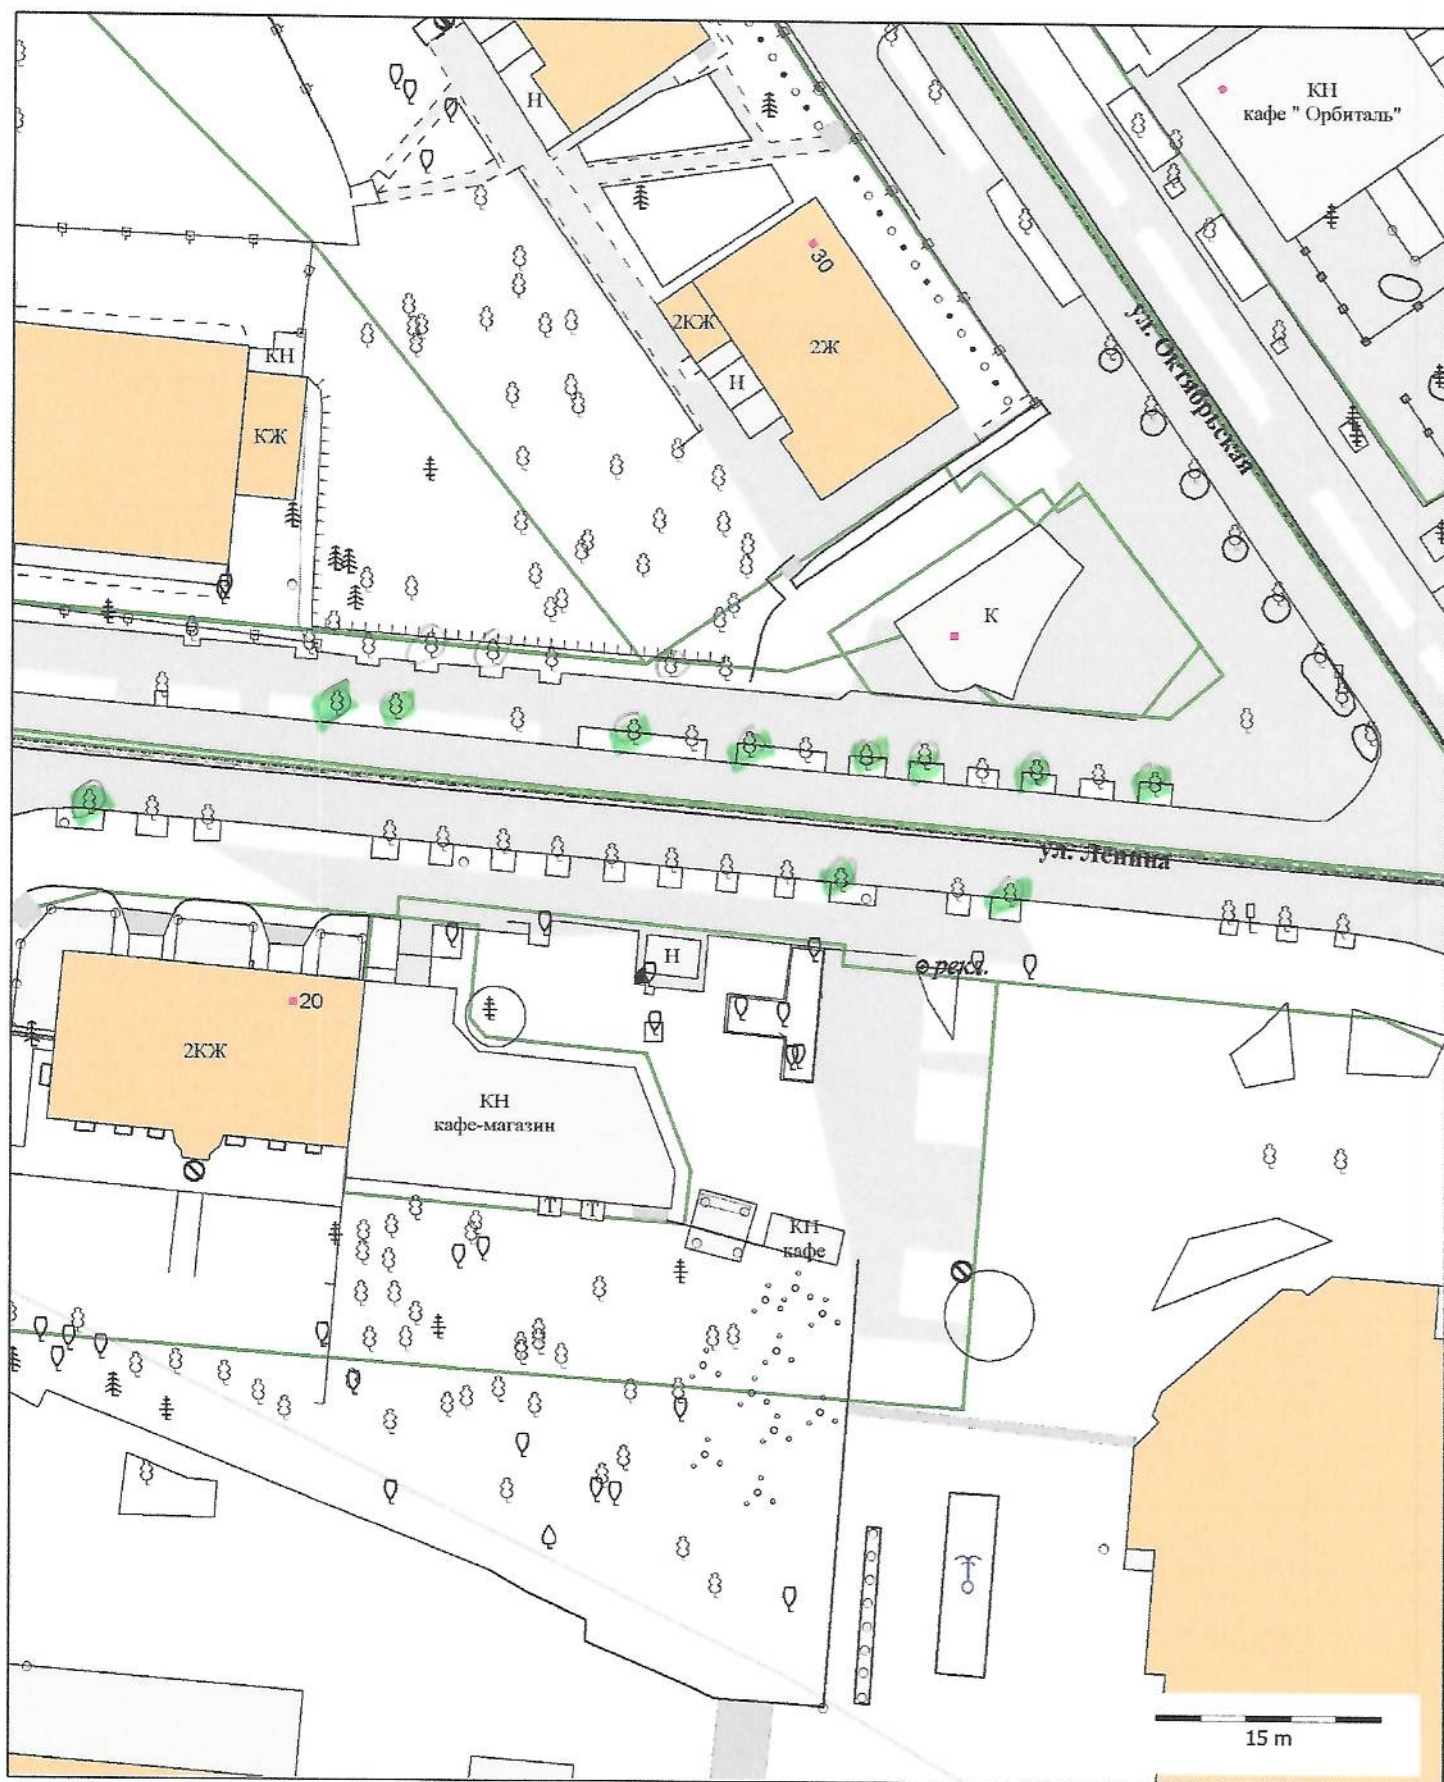 КН
кафе " Орбиталь"
Н
30
2КЖ
2Ж
Н
ул. Октябрьская
КН
КЖ
К
ул. Ленина
Н
рекл.
20
2КЖ
КН
кафе-магазин
Т
Т
КН
кафе
15 m